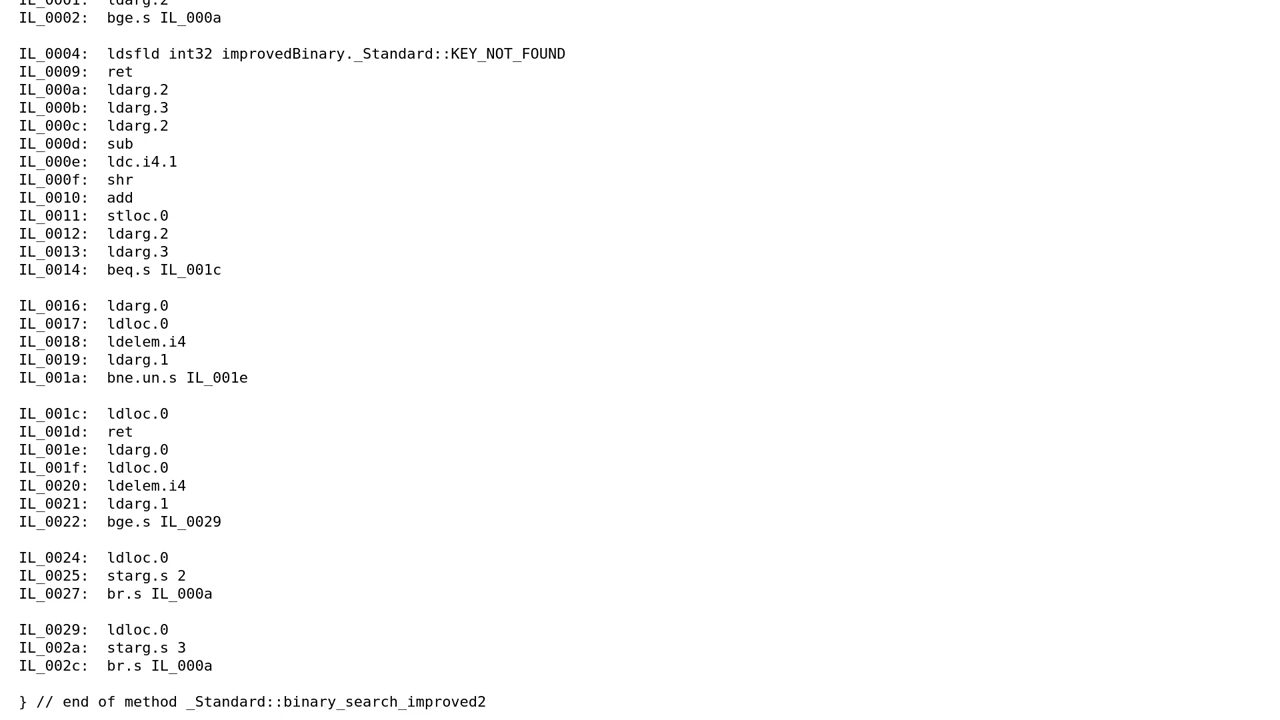 IL_0001:  ldarg.2
IL_0002:  bge.s IL_000a
IL_0004:  ldsfld int32 improvedBinary._Standard::KEY_NOT_FOUND
IL_0009:  ret
IL_000a:  ldarg.2
IL_000b:  ldarg.3
IL_000c:  ldarg.2
IL_000d:  sub
IL_000e:  ldc.i4.1
IL_000f:  shr
IL_0010:  add
IL_0011:  stloc.0
IL_0012:  ldarg.2
IL_0013:  ldarg.3
IL_0014:  beq.s IL_001c
IL_0016:  ldarg.0
IL_0017:  ldloc.0
IL_0018:  ldelem.i4
IL_0019:  ldarg.1
IL_001a:  bne.un.s IL_001e
IL_001c:  ldloc.0
IL_001d:  ret
IL_001e:  ldarg.0
IL_001f:  ldloc.0
IL_0020:  ldelem.i4
IL_0021:  ldarg.1
IL_0022:  bge.s IL_0029
IL_0024:  ldloc.0
IL_0025:  starg.s 2
IL_0027:  br.s IL_000a
IL_0029:  ldloc.0
IL_002a:  starg.s 3
IL_002c:  br.s IL_000a
} // end of method _Standard::binary_search_improved2